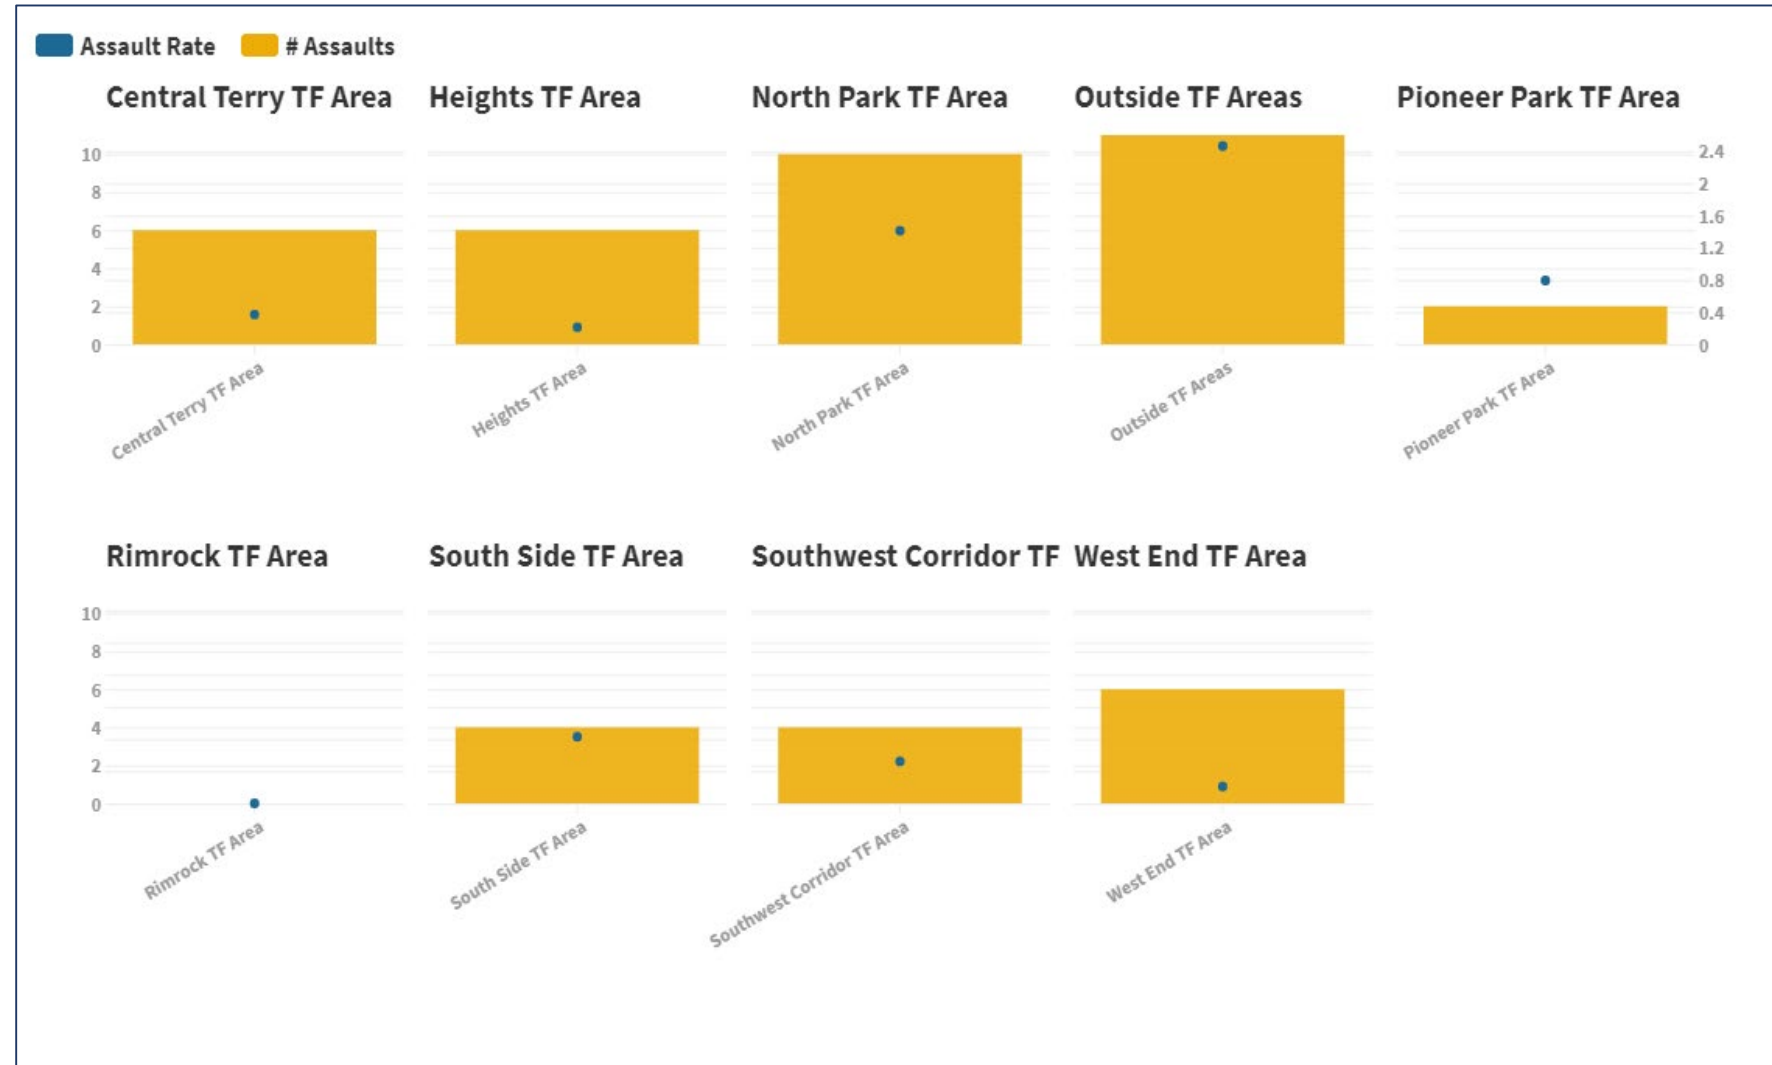 Assault Rate # Assaults
Central Terry TF Area Heights TF Area North Park TF Area Outside TF Areas Pioneer Park TF Area
10 2.4
8 2
6 1.6
1.2
4 0.8
2 0.4
0 0
Central Terry TF Area Heights TF Area North Park TF Area Outside TF Areas Pioneer Park TF Area
Rimrock TF Area South Side TF Area Southwest Corridor TF West End TF Area
10
8
6
4
2
0
Rimrock TF Area South Side TF Area Southwest Corridor TF Area West End TF Area